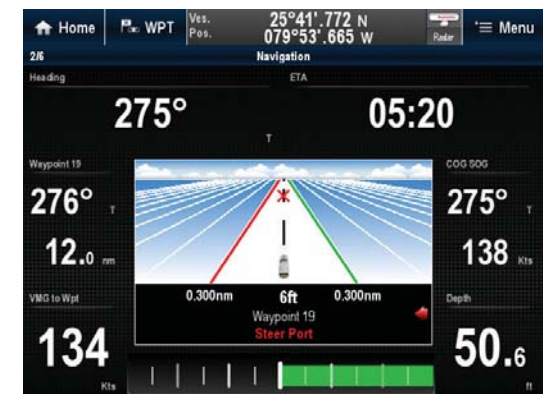 Home
WPT
Ves. Pos.
25°41'.772 N
079°53'.665 W
Radar
Menu
2/6
Navigation
Heading
ETA
275°
T
05:20
Waypoint 19
COG SOG
276° T
275° T
12.0 nm
138 Kts
0.300nm
6ft
0.300nm
VMG to Wpt
Waypoint 19
Depth
Steer Port
134 Kts
50.6 ft